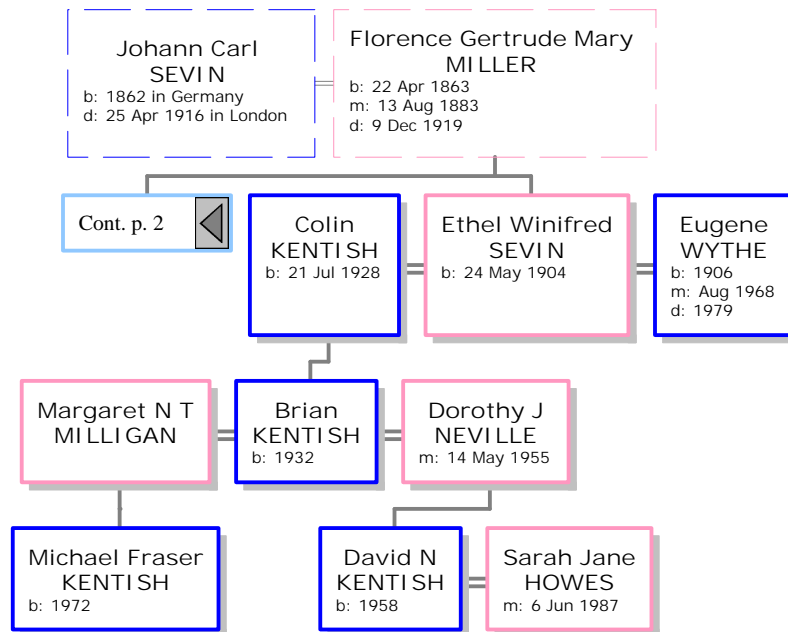 Johann Carl
SEVIN
b: 1862 in Germany
d: 25 Apr 1916 in London
Florence Gertrude Mary
MILLER
b: 22 Apr 1863
m: 13 Aug 1883
d: 9 Dec 1919
Cont. p. 2
Colin
KENTISH
b: 21 Jul 1928
Ethel Winifred
SEVIN
b: 24 May 1904
Eugene
WYTHE
b: 1906
m: Aug 1968
d: 1979
Margaret N T
MILLIGAN
Brian
KENTISH
b: 1932
Dorothy J
NEVILLE
m: 14 May 1955
Michael Fraser
KENTISH
b: 1972
David N
KENTISH
b: 1958
Sarah Jane
HOWES
m: 6 Jun 1987